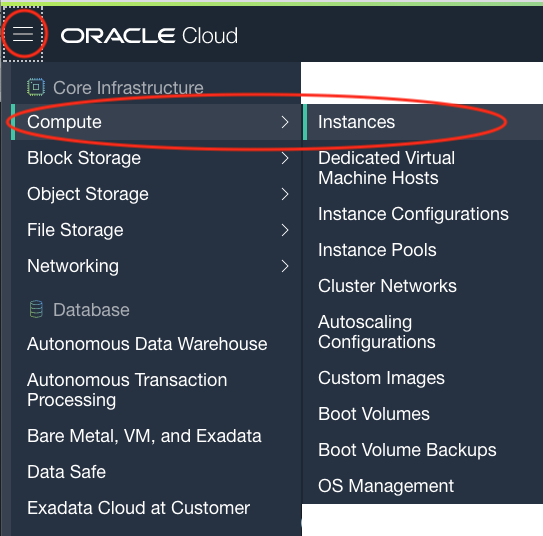 ORACLE Cloud
Core Infrastructure
Compute
Block Storage
Object Storage
File Storage
Networking
Database
Autonomous Data Warehouse
Autonomous Transaction
Processing
Bare Metal, VM, and Exadata
Data Safe
Exadata Cloud at Customer
Instances
Dedicated Virtual
Machine Hosts
Instance Configurations
Instance Pools
Cluster Networks
Autoscaling
Configurations
Custom Images
Boot Volumes
Boot Volume Backups
OS Management